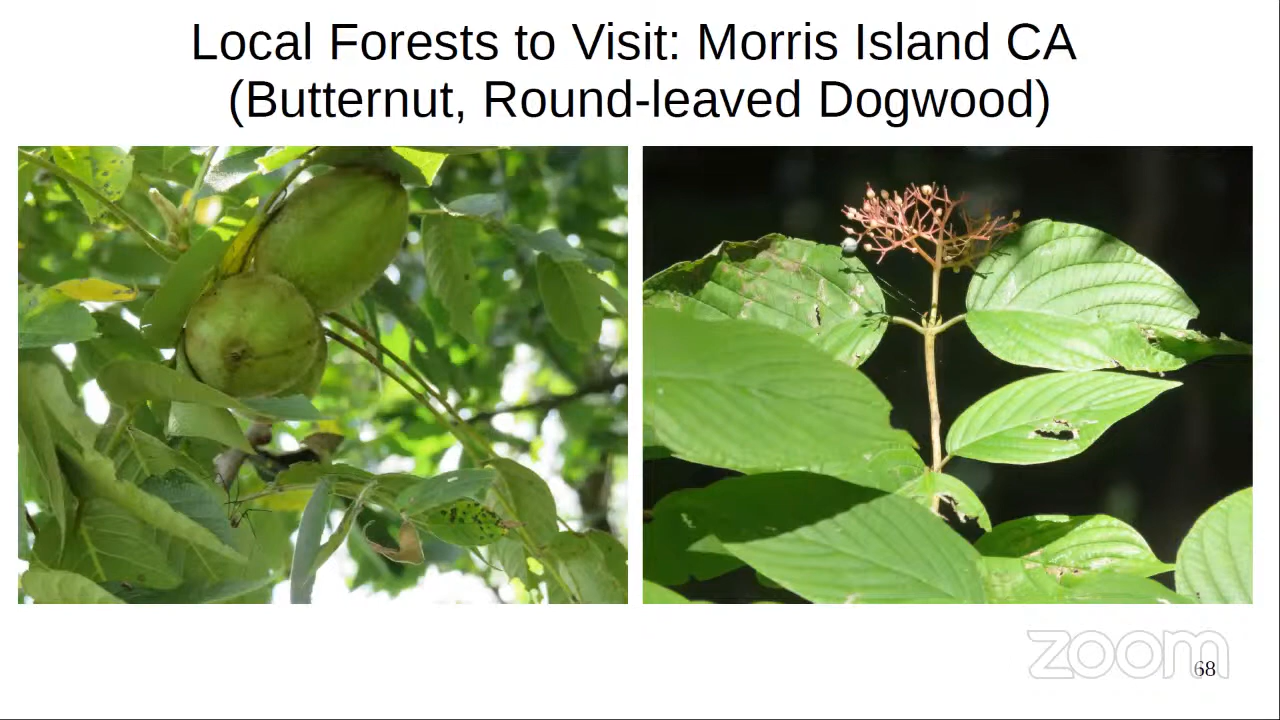 Local Forests to Visit: Morris Island CA
(Butternut, Round-leaved Dogwood)
zoom
68